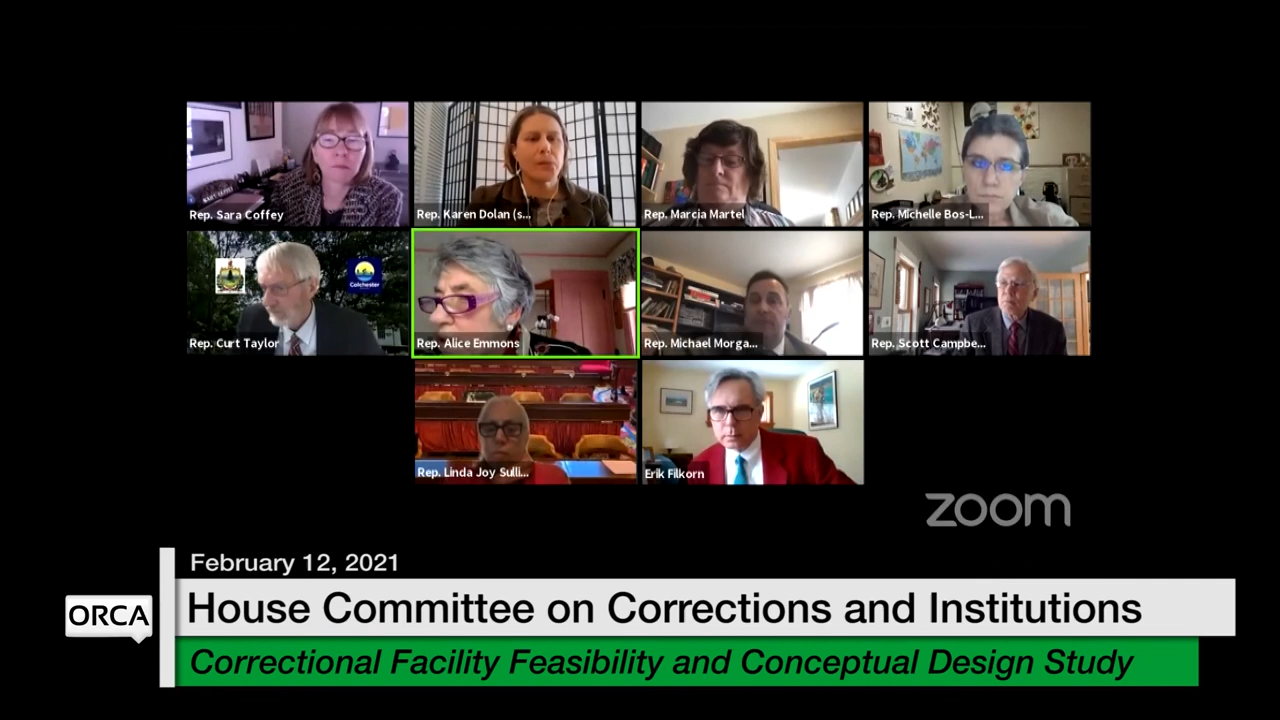 Rep. Sara Coffey
Rep. Karen Dolan (s...
Rep. Marcia Martel
Rep. Michelle Bos-L...
Colchester
Rep. Curt Taylor
Rep. Alice Emmons
Rep. Michael Morga...
Rep. Scott Campbe...
Rep. Linda Joy Sulli...
Erik Filkorn
zoom
February 12, 2021
ORCA
House Committee on Corrections and Institutions
Correctional Facility Feasibility and Conceptual Design Study